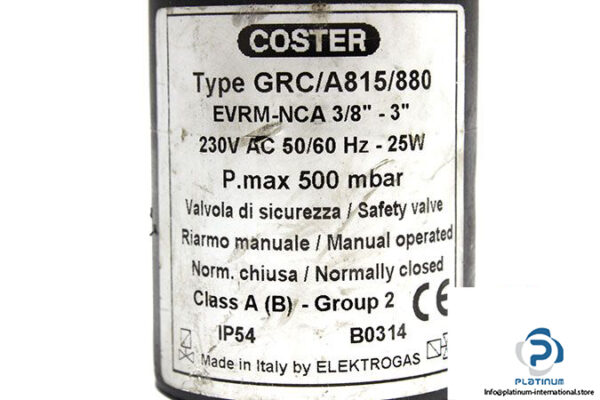 COSTER
Type GRC/A815/880
EVRM-NCA 3/8" - 3"
230V AC 50/60 Hz - 25W
P.max 500 mbar
Valvola di sicurezza / Safety valve
Riarmo manuale / Manual operated
Norm. chiusa / Normally closed
Class A (B) - Group 2 CE
IP54 B0314
Made in Italy by ELEKTROGAS
PLATINUM
Info@platinum-international.store